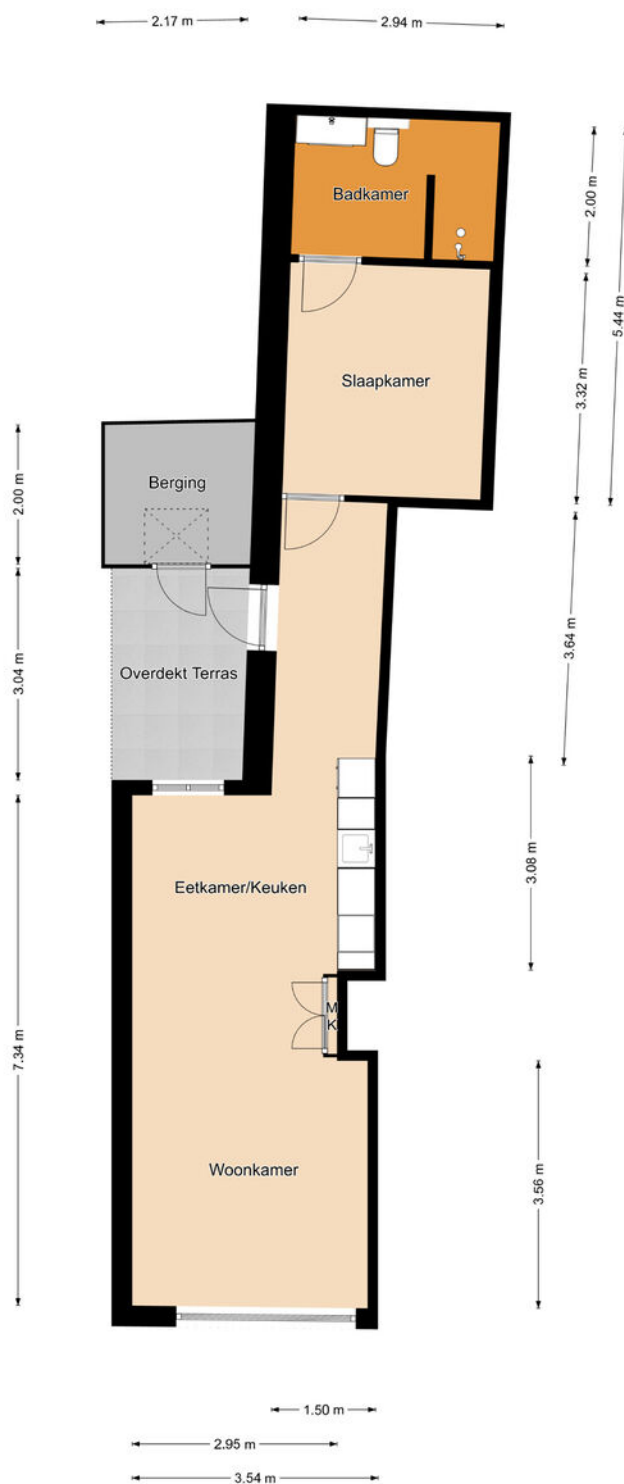 2.17 m
2.94 m
Badkamer
2.00 m
5.44 m
Slaapkamer
3.32 m
Berging
2.00 m
Overdekt Terras
3.04 m
3.64 m
Eetkamer/Keuken
3.08 m
M
K
7.34 m
Woonkamer
3.56 m
1.50 m
2.95 m
3.54 m